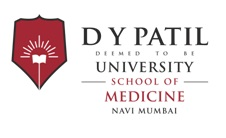 D Y PATIL
DEEMED TO BE
UNIVERSITY
SCHOOL OF
MEDICINE
NAVI MUMBAI